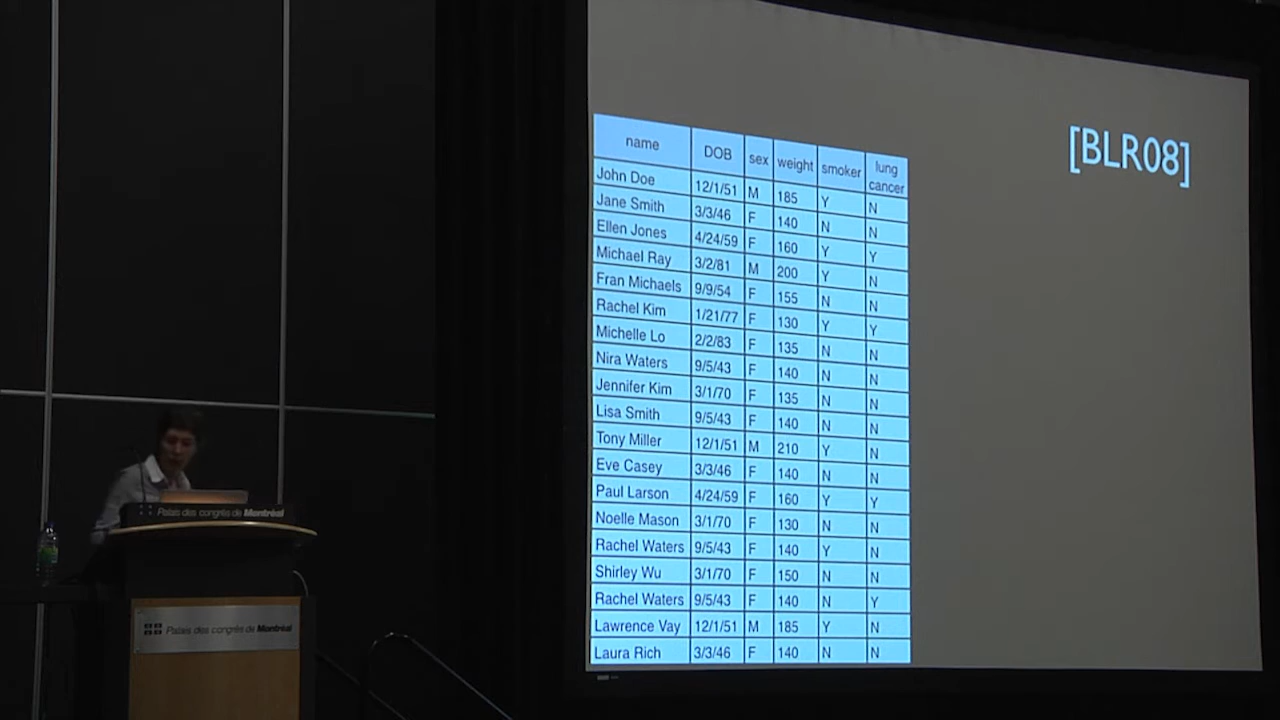 [BLR08]
name DOB sex weight smoker lung cancer
John Doe 12/1/51 M 185 Y N
Jane Smith 3/3/46 F 140 N N
Ellen Jones 4/24/59 F 160 Y Y
Michael Ray 3/2/81 M 200 Y N
Fran Michaels 9/9/54 F 155 N N
Rachel Kim 1/21/77 F 130 Y Y
Michelle Lo 2/2/83 F 135 N N
Nira Waters 9/5/43 F 140 N N
Jennifer Kim 3/1/70 F 135 N N
Lisa Smith 9/5/43 F 140 N N
Tony Miller 12/1/51 M 210 Y N
Eve Casey 3/3/46 F 140 N N
Paul Larson 4/24/59 F 160 Y Y
Noelle Mason 3/1/70 F 130 N N
Rachel Waters 9/5/43 F 140 Y N
Shirley Wu 3/1/70 F 150 N N
Rachel Waters 9/5/43 F 140 N Y
Lawrence Vay 12/1/51 M 185 Y N
Laura Rich 3/3/46 F 140 N N
Palais des congrès de Montréal
Palais des congrès de Montréal